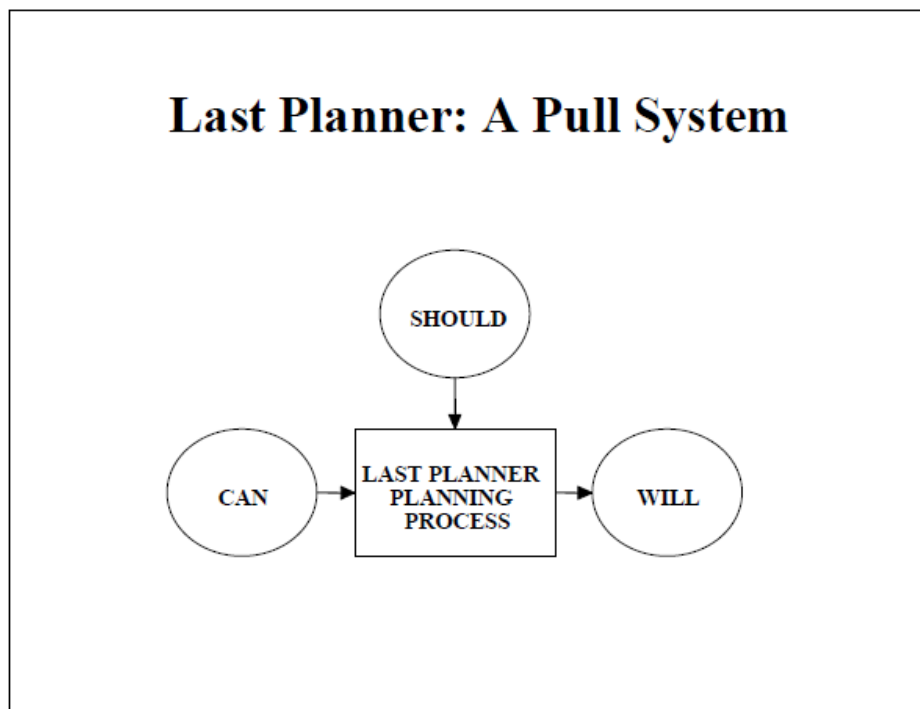 Last Planner: A Pull System
SHOULD
CAN
LAST PLANNER
PLANNING
PROCESS
WILL